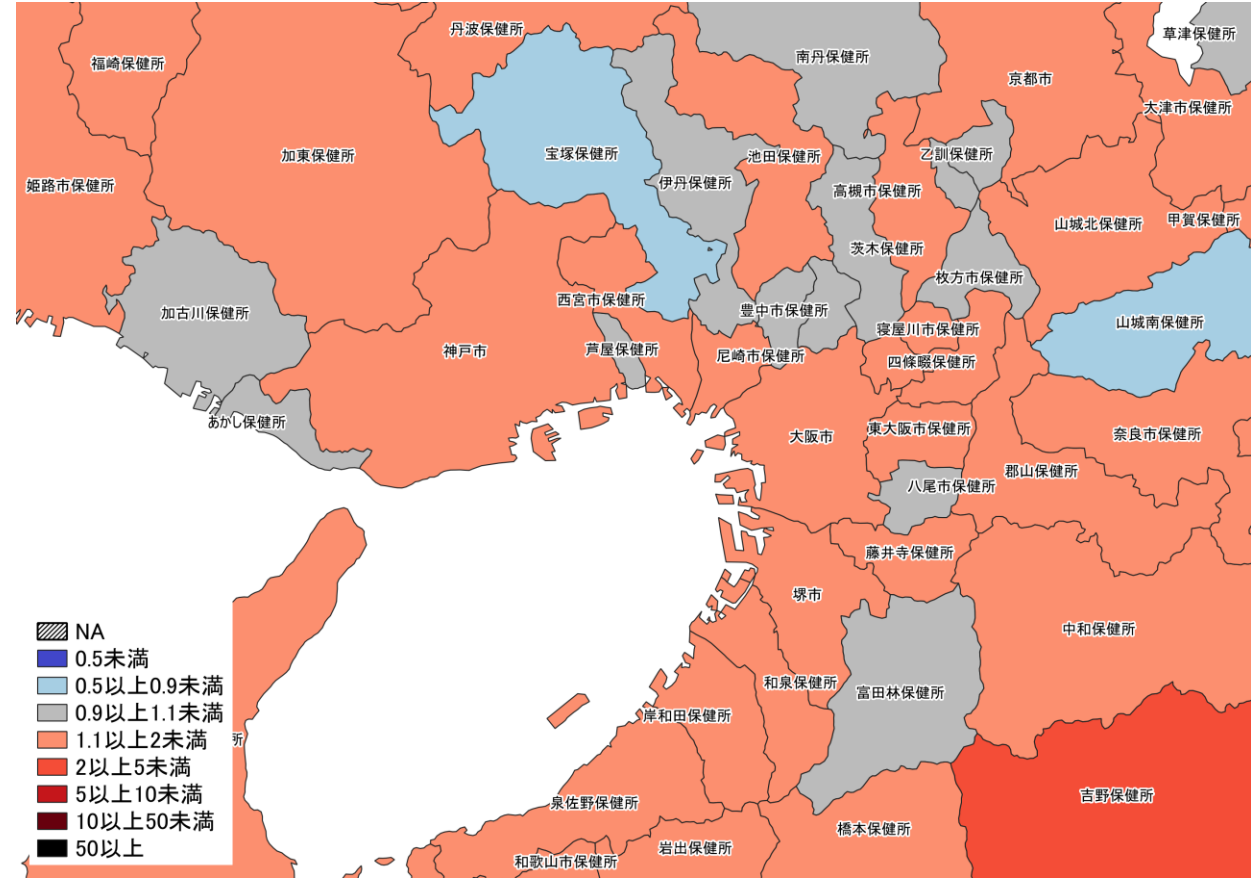 丹波保健所
草津保健所
福崎保健所
南丹保健所
京都市
大津市保健所
加東保健所
宝塚保健所
池田保健所
乙訓保健所
姫路市保健所
伊丹保健所
高槻市保健所
山城北保健所
甲賀保健所
茨木保健所
枚方市保健所
西宮市保健所
豊中市保健所
加古川保健所
山城南保健所
寝屋川市保健所
神戸市
芦屋保健所
尼崎市保健所
四條畷保健所
あかし保健所
大阪市
東大阪市保健所
奈良市保健所
郡山保健所
八尾市保健所
藤井寺保健所
堺市
中和保健所
和泉保健所
富田林保健所
岸和田保健所
所
吉野保健所
泉佐野保健所
橋本保健所
岩出保健所
和歌山市保健所
NA
0.5未満
0.5以上0.9未満
0.9以上1.1未満
1.1以上2未満
2以上5未満
5以上10未満
10以上50未満
50以上